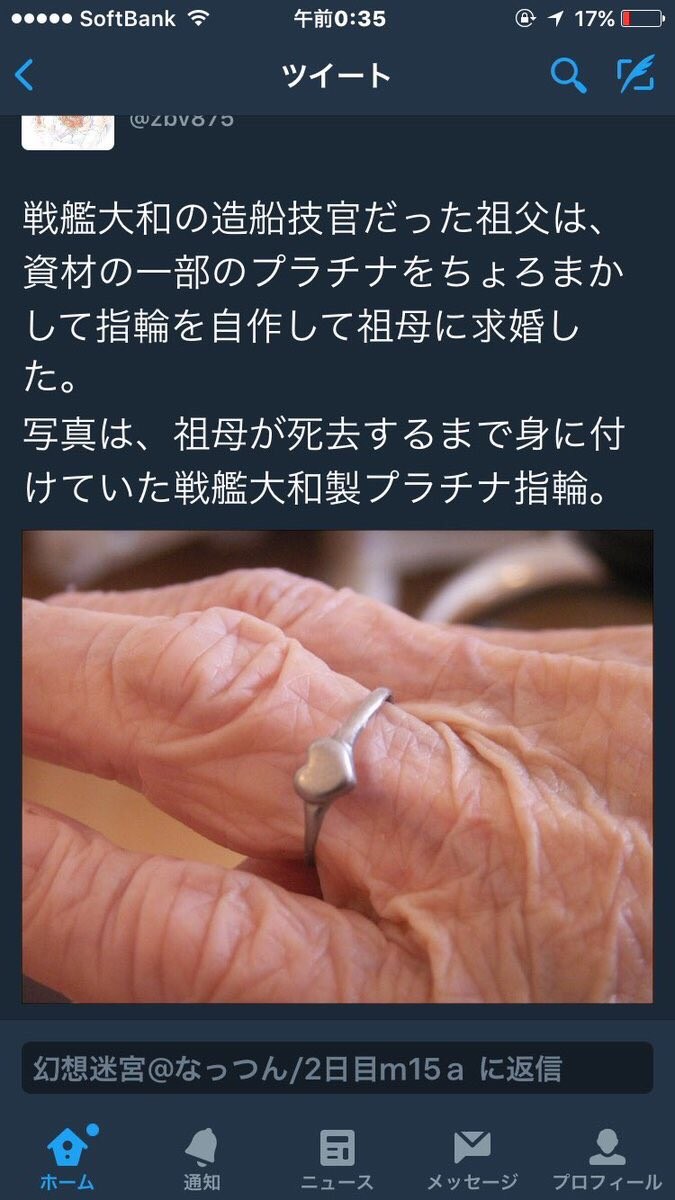 SoftBank 午前0:35 17%
ツイート
@zbv875
戦艦大和の造船技官だった祖父は、
資材の一部のプラチナをちょろまか
して指輪を自作して祖母に求婚し
た。
写真は、祖母が死去するまで身に付
けていた戦艦大和製プラチナ指輪。
幻想迷宮@なっつん/2日目m15a に返信
ホーム 通知 ニュース メッセージ プロフィール